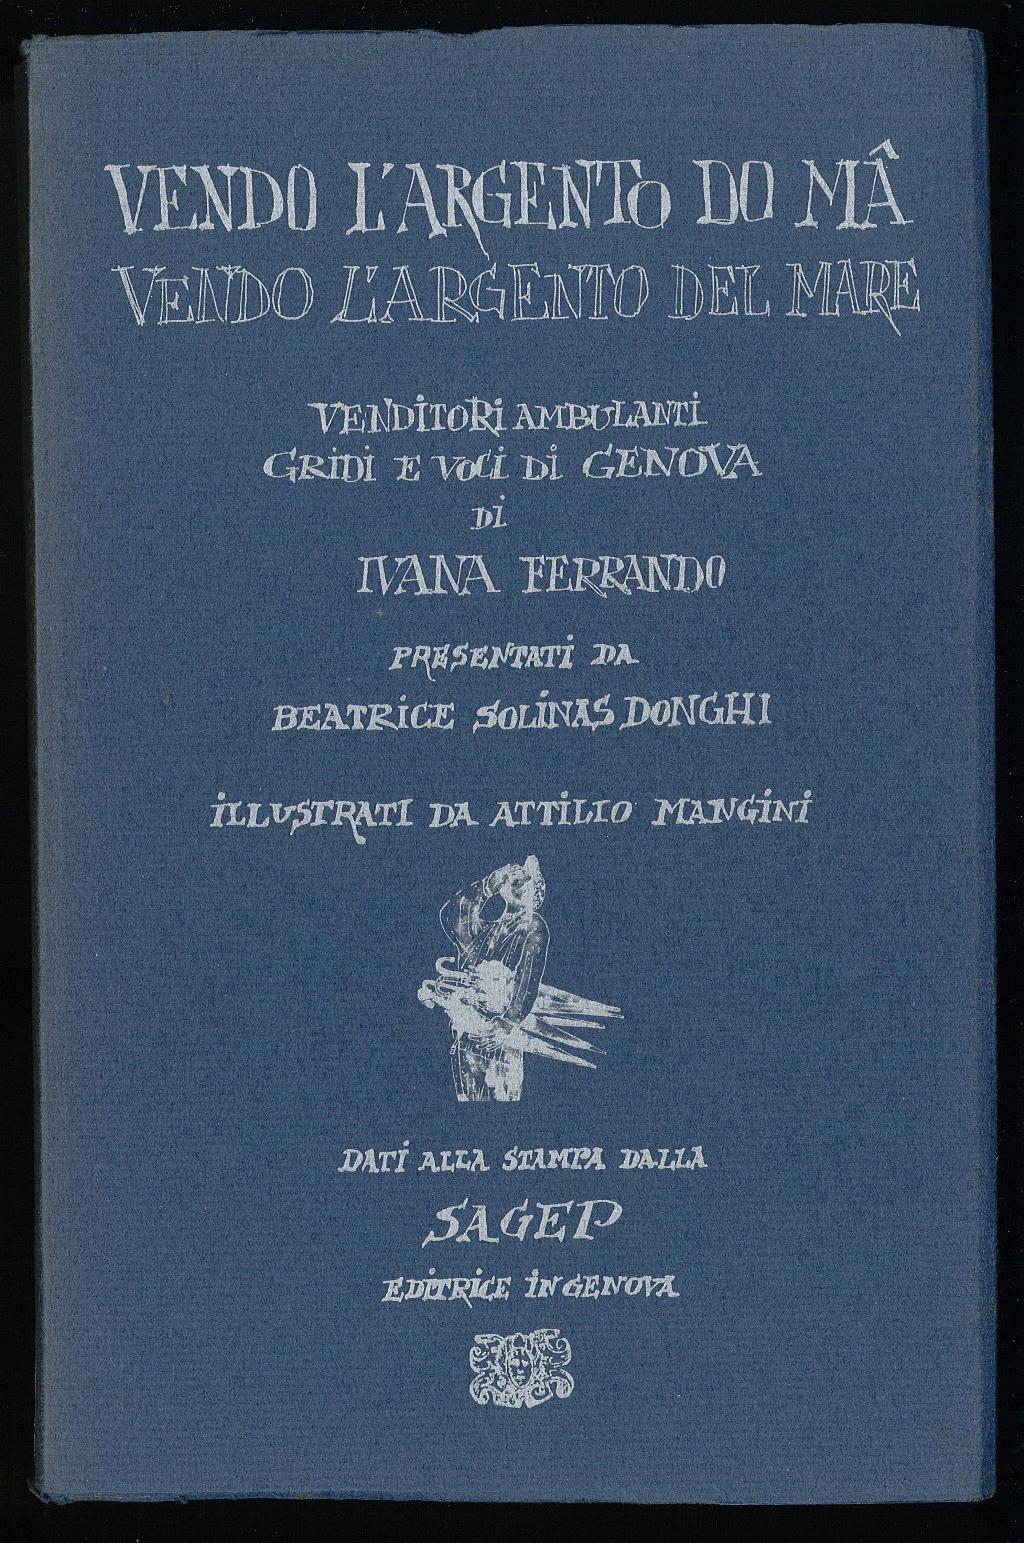 VENDO L'ARGENTO DO MÂ
VENDO L'ARGENTO DEL MARE
VENDITORI AMBULANTI
GRIDI E VOCI DI GENOVA
DI
IVANA FERRANDO
PRESENTATI DA
BEATRICE SOLINAS DONGHI
ILLUSTRATI DA ATTILIO MANGINI
DATI ALLA STAMPA DALLA
SAGEP
EDITRICE IN GENOVA